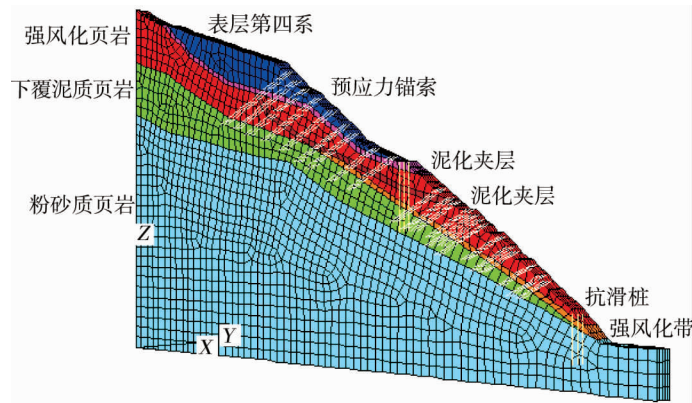 表层第四系
强风化页岩
下覆泥质页岩
预应力锚索
泥化夹层
泥化夹层
粉砂质页岩
Z
抗滑桩
强风化带
Y
X